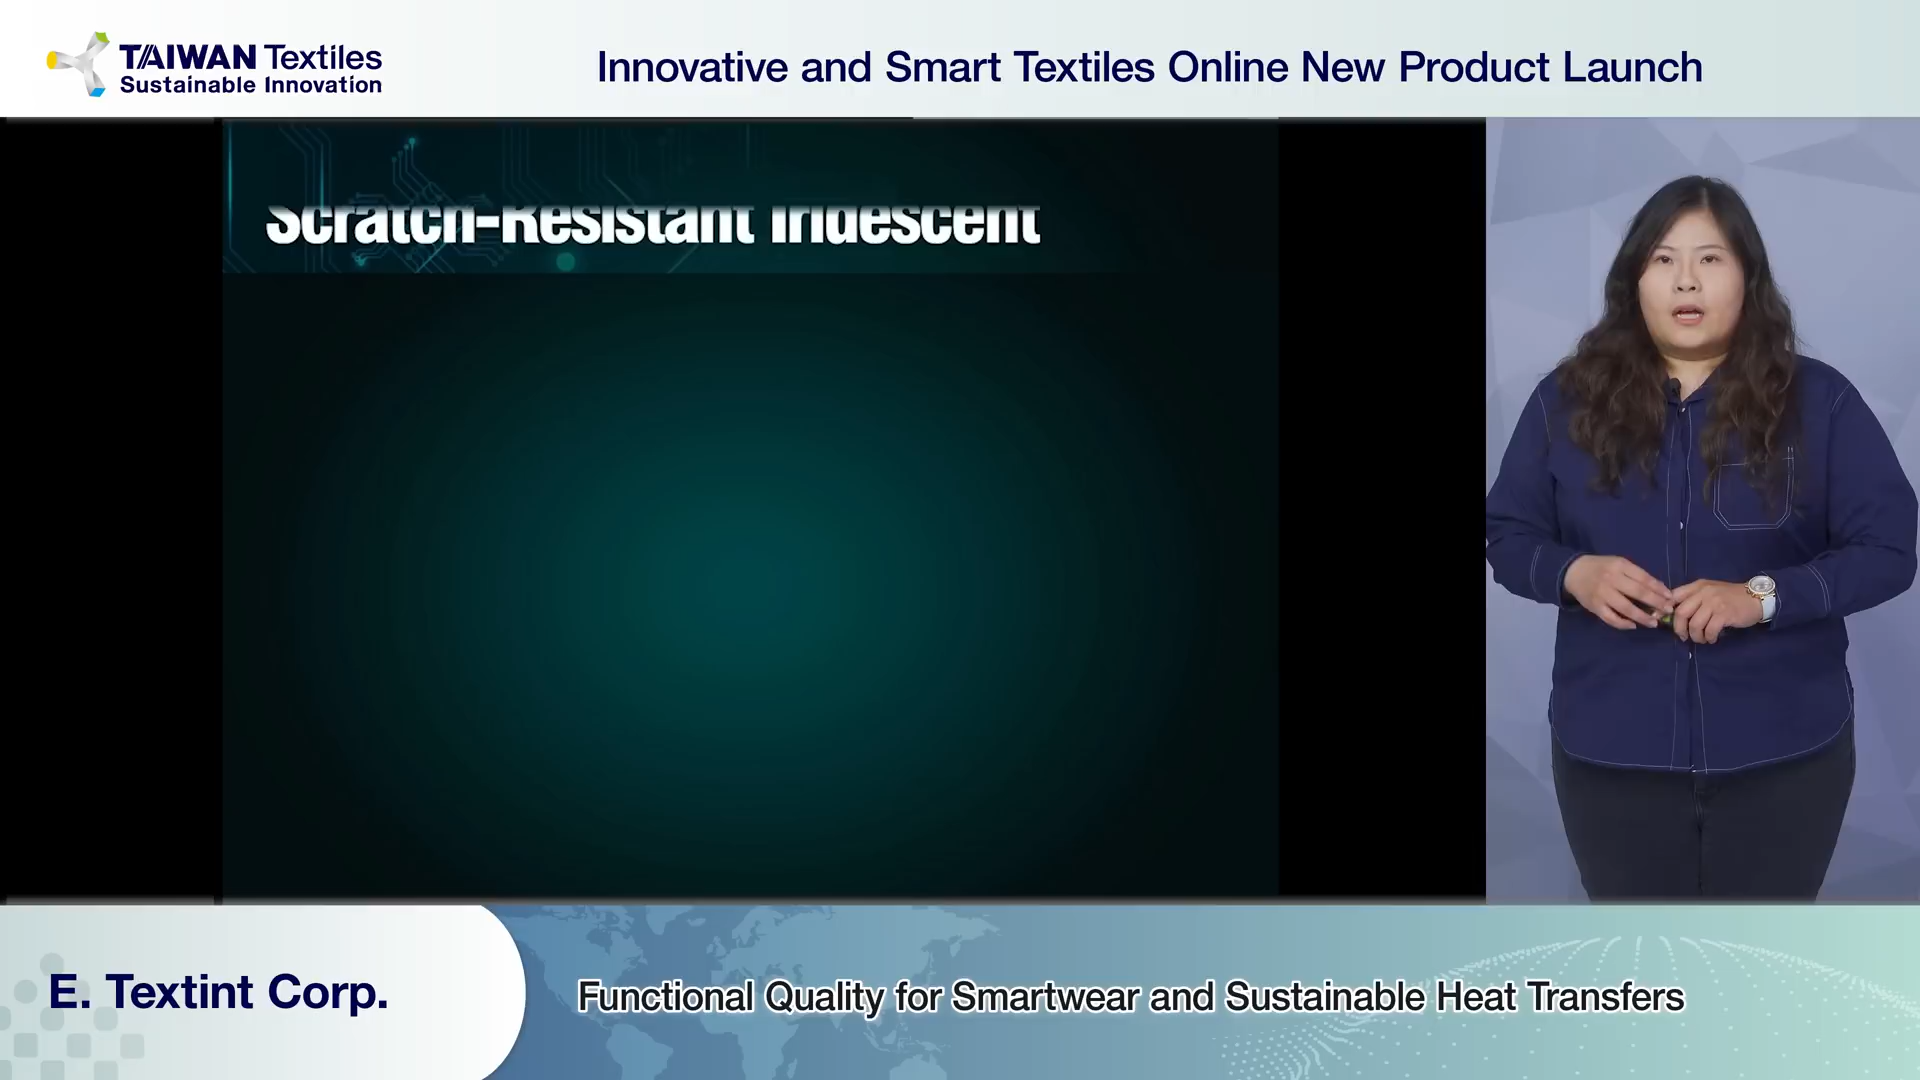 TAIWAN Textiles
Sustainable Innovation
Innovative and Smart Textiles Online New Product Launch
Scratch-Resistant Iridescent
E. Textint Corp.
Functional Quality for Smartwear and Sustainable Heat Transfers